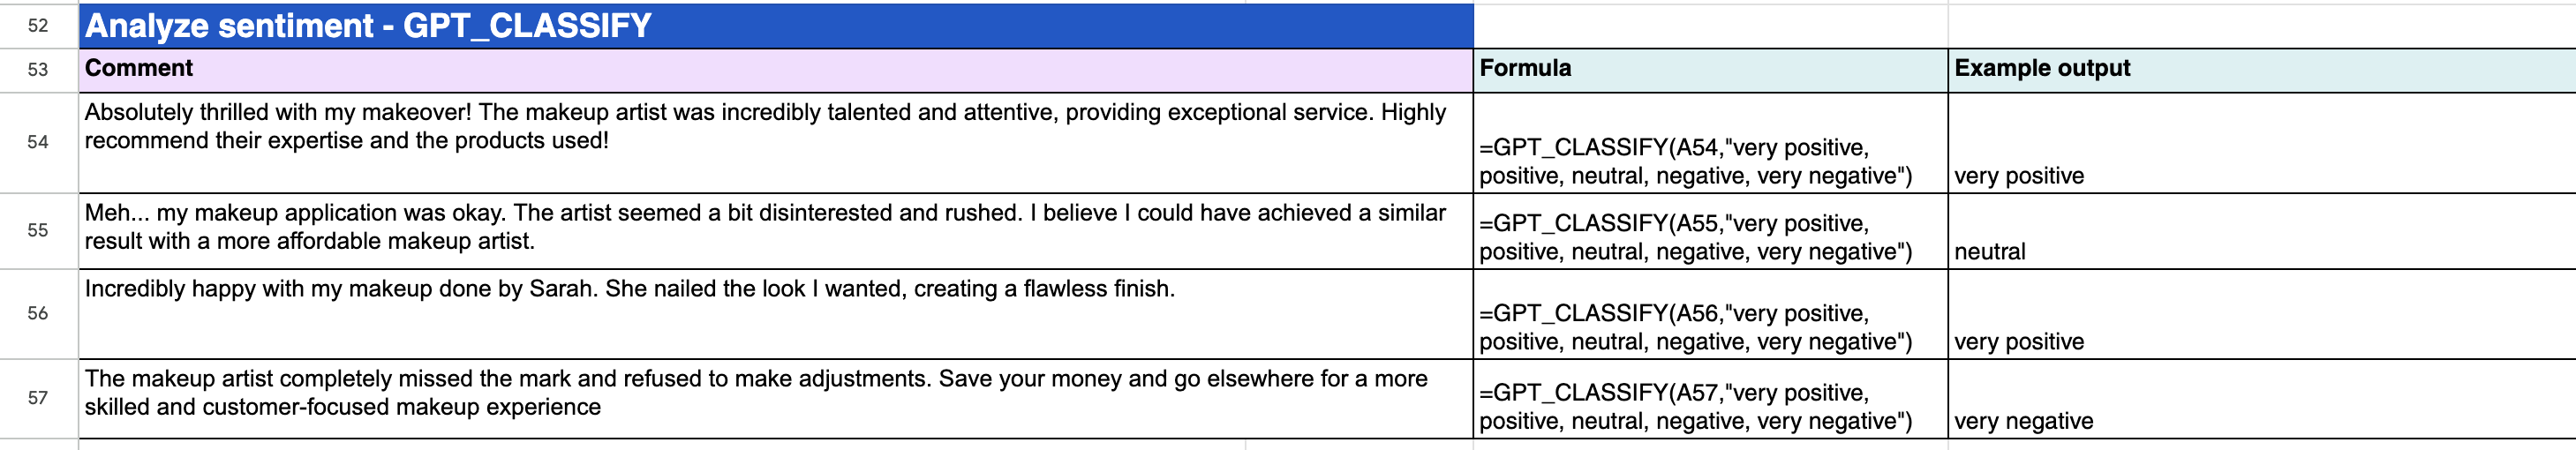 52 Analyze sentiment - GPT_CLASSIFY
53 Comment Formula Example output
54
Absolutely thrilled with my makeover! The makeup artist was incredibly talented and attentive, providing exceptional service. Highly
recommend their expertise and the products used!
=GPT_CLASSIFY(A54,"very positive,
positive, neutral, negative, very negative")
very positive
55
Meh... my makeup application was okay. The artist seemed a bit disinterested and rushed. I believe I could have achieved a similar
result with a more affordable makeup artist.
=GPT_CLASSIFY(A55,"very positive,
positive, neutral, negative, very negative")
neutral
56
Incredibly happy with my makeup done by Sarah. She nailed the look I wanted, creating a flawless finish.
=GPT_CLASSIFY(A56,"very positive,
positive, neutral, negative, very negative")
very positive
57
The makeup artist completely missed the mark and refused to make adjustments. Save your money and go elsewhere for a more
skilled and customer-focused makeup experience
=GPT_CLASSIFY(A57,"very positive,
positive, neutral, negative, very negative")
very negative